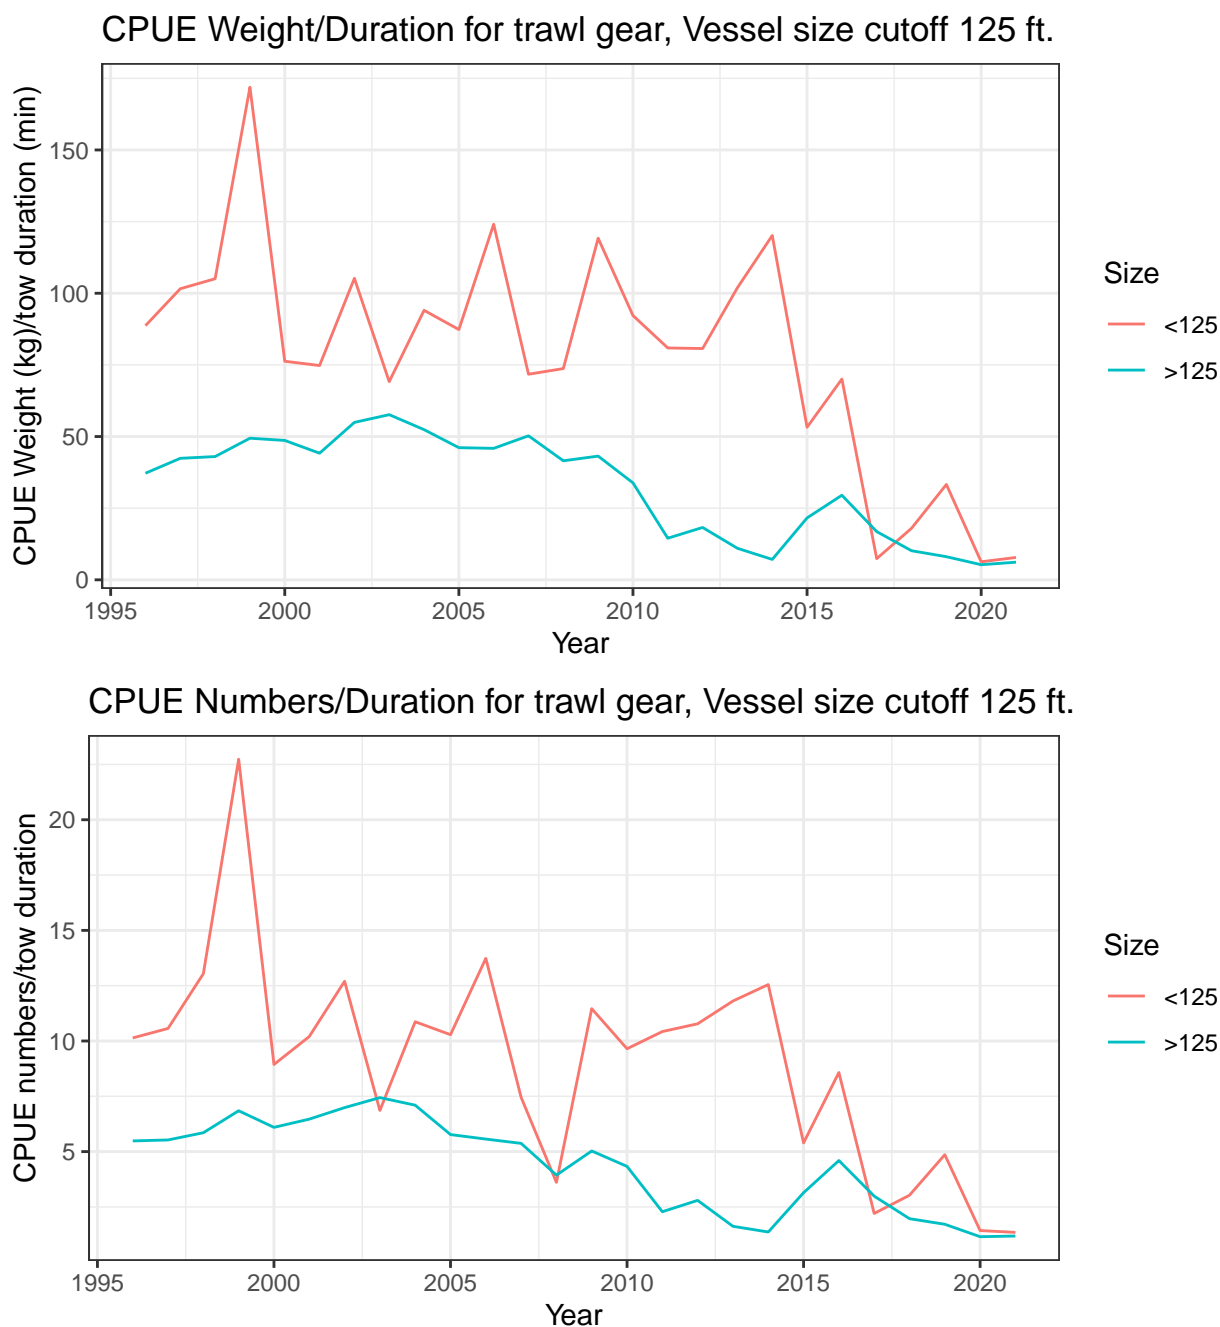 CPUE Weight/Duration for trawl gear, Vessel size cutoff 125 ft.
CPUE Weight (kg)/tow duration (min)
150
100
50
0
1995 2000 2005 2010 2015 2020
Year
Size
<125
>125
CPUE Numbers/Duration for trawl gear, Vessel size cutoff 125 ft.
CPUE numbers/tow duration
20
15
10
5
1995 2000 2005 2010 2015 2020
Year
Size
<125
>125